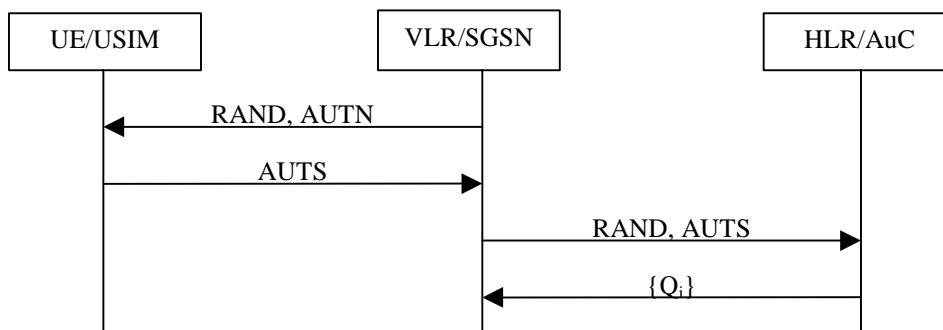 UE/USIM
VLR/SGSN
HLR/AuC
RAND, AUTN
AUTS
RAND, AUTS
{Qᵢ}